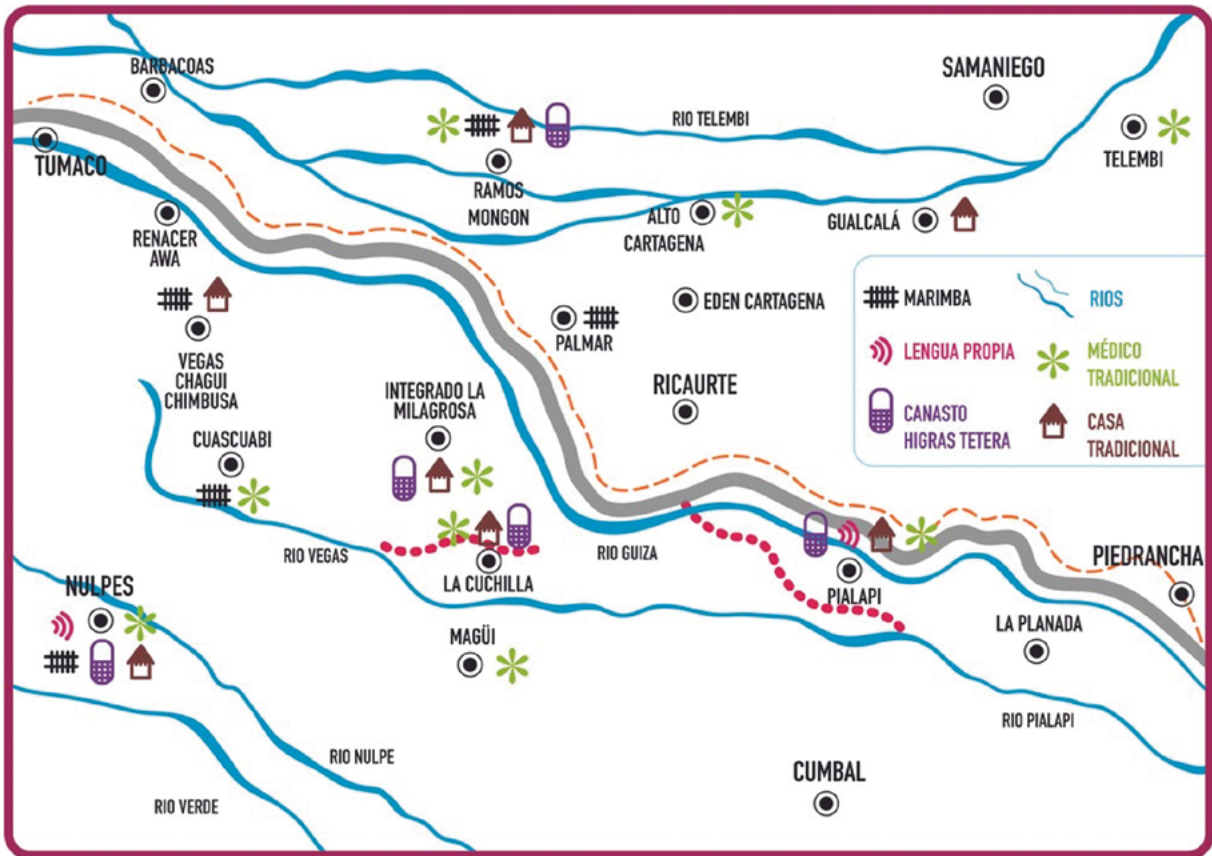 BARBACOAS
SAMANIEGO
RIO TELEMBI
TELEMBI
TUMACO
RAMOS
MONGON
ALTO
CARTAGENA
GUALCALÁ
RENACER
AWA
EDEN CARTAGENA
PALMAR
VEGAS
CHAGUI
CHIMBUSA
INTEGRADO LA
MILAGROSA
RICAURTE
CUASCUABI
MARIMBA
RIOS
LENGUA PROPIA
MÉDICO
TRADICIONAL
CANASTO
HIGRAS TETERA
CASA
TRADICIONAL
RIO VEGAS
RIO GUIZA
LA CUCHILLA
PIALAPI
PIEDRANCHA
NULPES
MAGÜI
LA PLANADA
RIO PIALAPI
RIO NULPE
CUMBAL
RIO VERDE